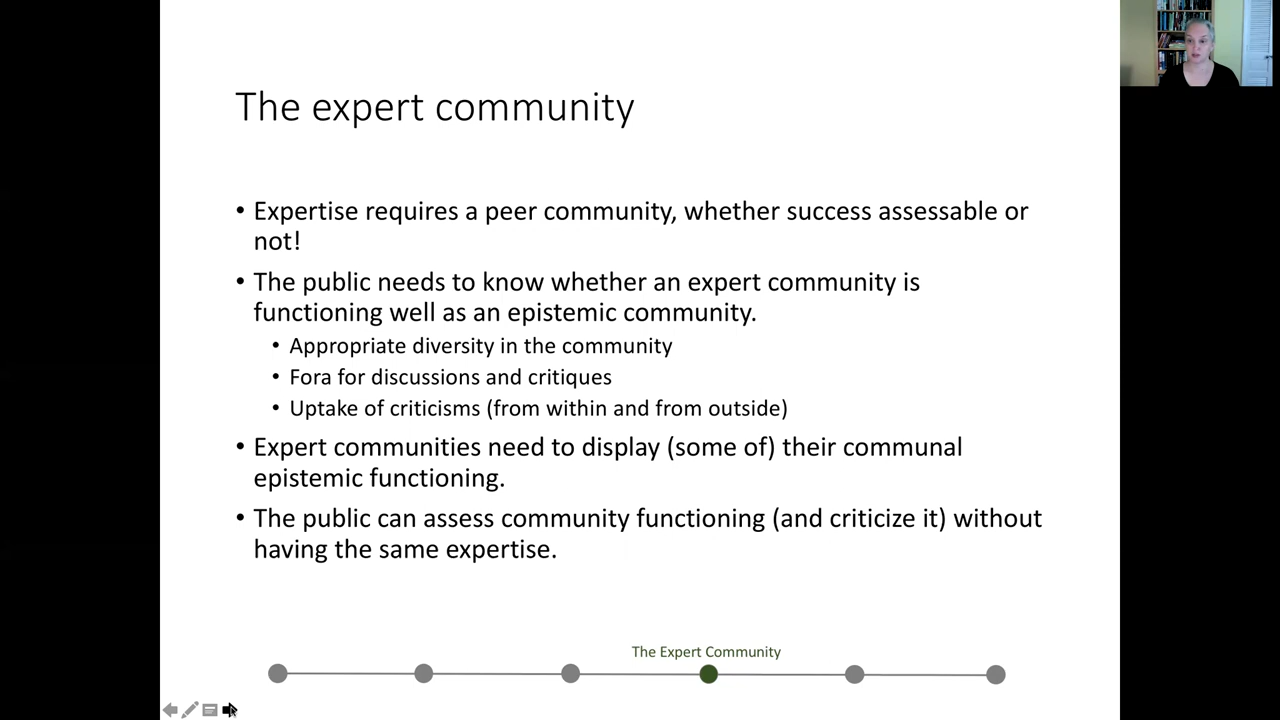 The expert community
• Expertise requires a peer community, whether success assessable or
not!
• The public needs to know whether an expert community is
functioning well as an epistemic community.
• Appropriate diversity in the community
• Fora for discussions and critiques
• Uptake of criticisms (from within and from outside)
• Expert communities need to display (some of) their communal
epistemic functioning.
• The public can assess community functioning (and criticize it) without
having the same expertise.
The Expert Community